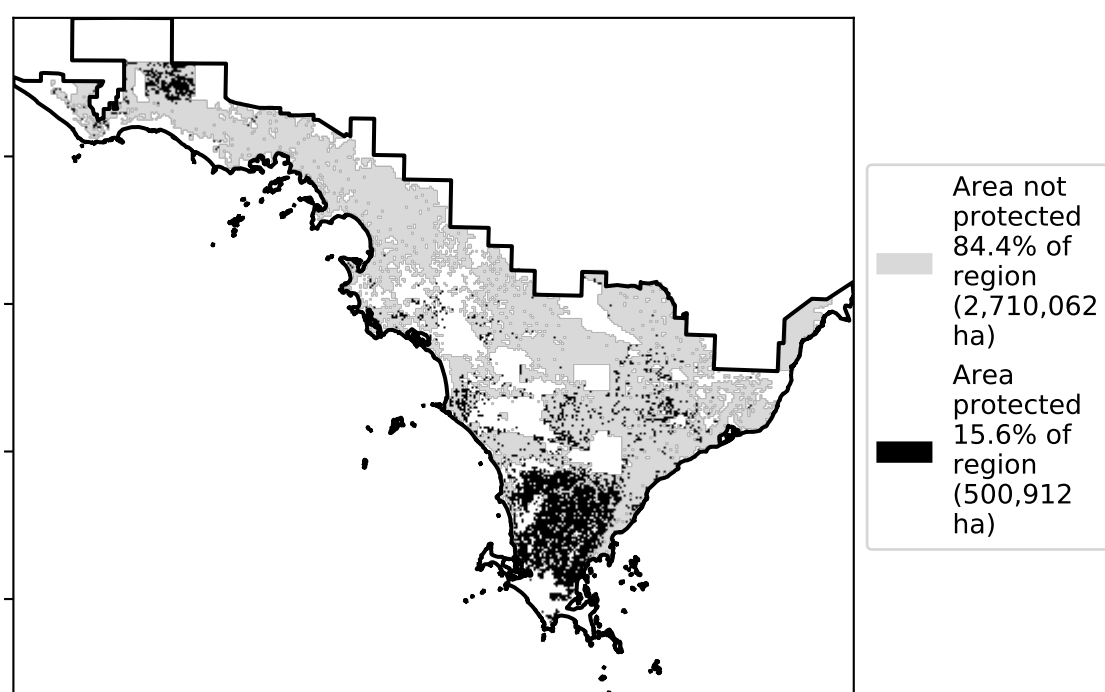 Area not
protected
84.4% of
region
(2,710,062
ha)
Area
protected
15.6% of
region
(500,912
ha)